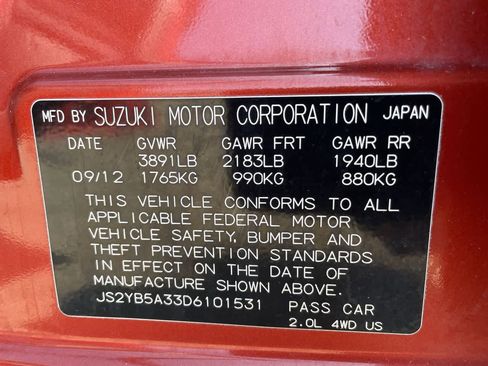 MFD BY SUZUKI MOTOR CORPORATION JAPAN
DATE GVWR GAWR FRT GAWR RR
3891LB 2183LB 1940LB
09/12 1765KG 990KG 880KG
THIS VEHICLE CONFORMS TO ALL
APPLICABLE FEDERAL MOTOR
VEHICLE SAFETY, BUMPER AND
THEFT PREVENTION STANDARDS
IN EFFECT ON THE DATE OF
MANUFACTURE SHOWN ABOVE.
JS2YB5A33D6101531 PASS CAR
2.0L 4WD US